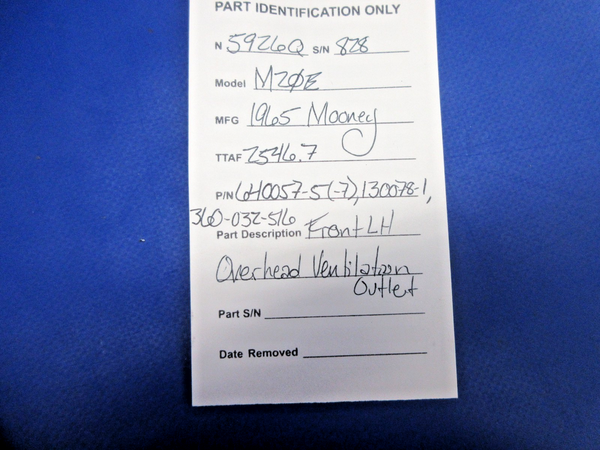 PART IDENTIFICATION ONLY
N 5926Q S/N 828
Model M20E
MFG 1965 Mooney
TTAF 2546.7
P/N 640057-5(-7), 130078-1,
360-032-516
Part Description Front LH
Overhead Ventilation
Outlet
Part S/N
Date Removed